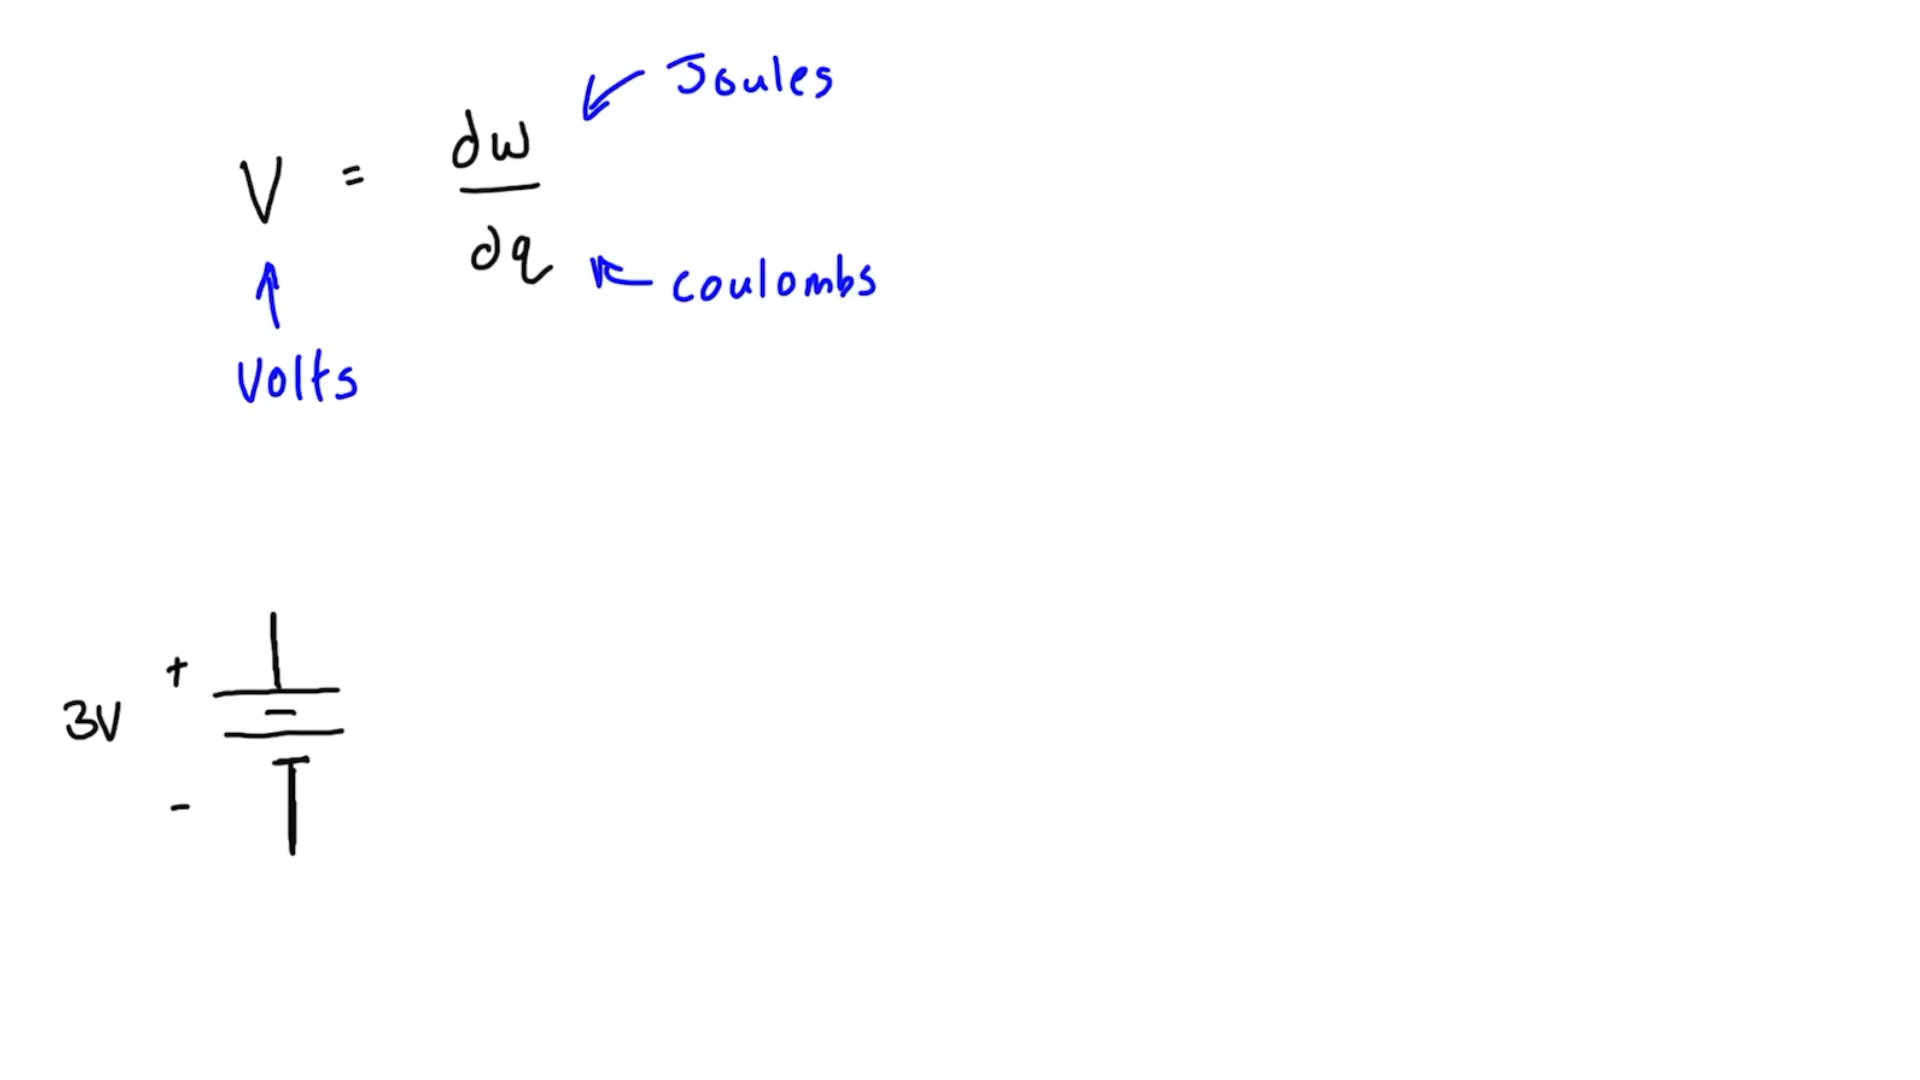 Joules
V = dw/dq
coulombs
Volts
+
3V
-